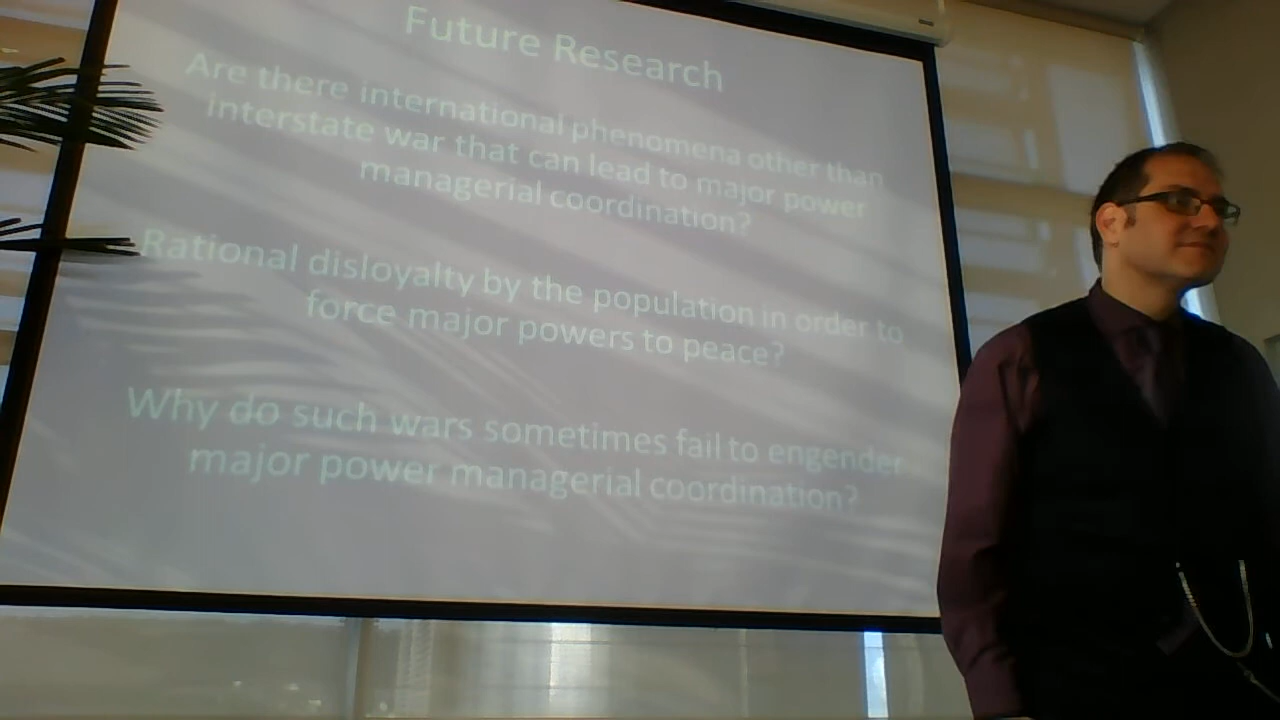 Future Research
Are there international phenomena other than
interstate war that can lead to major power
managerial coordination?
Rational disloyalty by the population in order to
force major powers to peace?
Why do such wars sometimes fail to engender
major power managerial coordination?